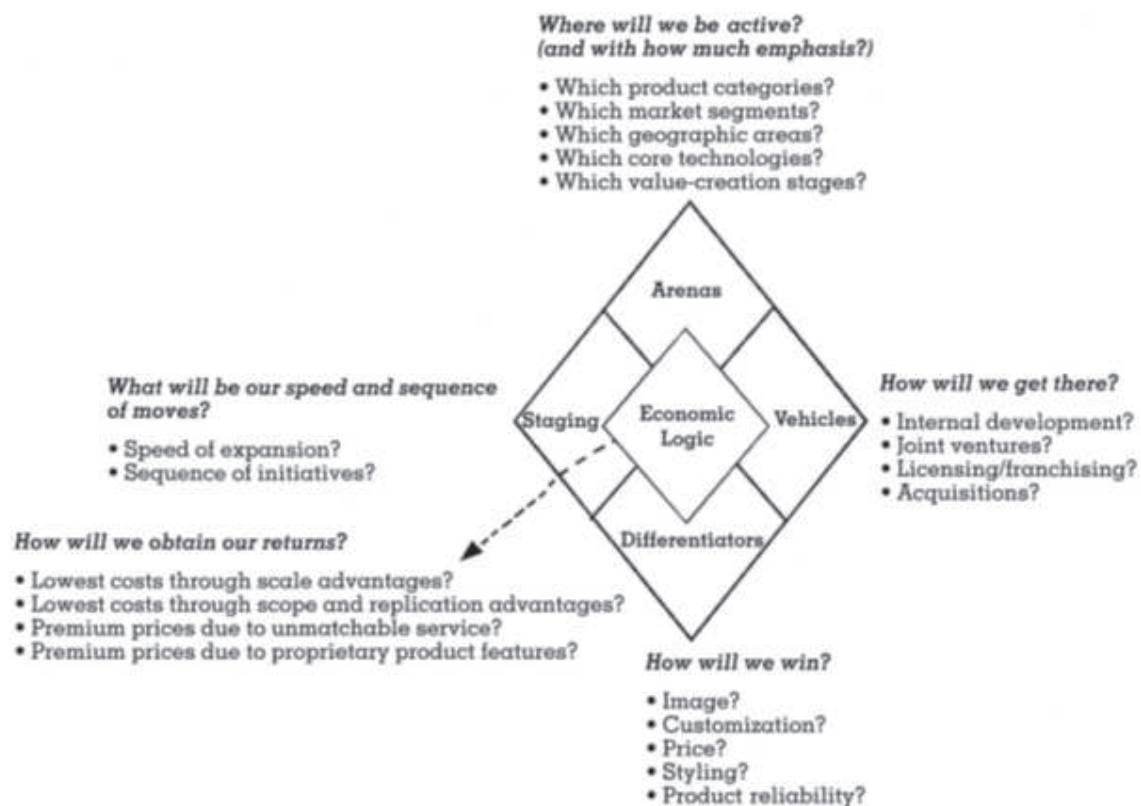 Where will we be active?
(and with how much emphasis?)
• Which product categories?
• Which market segments?
• Which geographic areas?
• Which core technologies?
• Which value-creation stages?
Arenas
What will be our speed and sequence
of moves?
• Speed of expansion?
• Sequence of initiatives?
Staging
Economic
Logic
Vehicles
How will we get there?
• Internal development?
• Joint ventures?
• Licensing/franchising?
• Acquisitions?
Differentiators
How will we obtain our returns?
• Lowest costs through scale advantages?
• Lowest costs through scope and replication advantages?
• Premium prices due to unmatchable service?
• Premium prices due to proprietary product features?
How will we win?
• Image?
• Customization?
• Price?
• Styling?
• Product reliability?